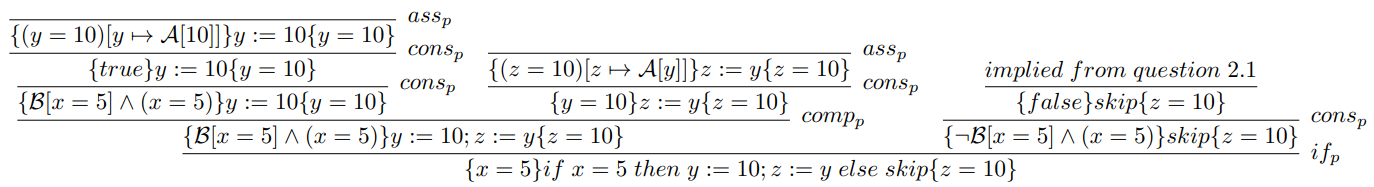 ass_p
{(y = 10)[y ↦ 𝒜[10]]}y := 10{y = 10} cons_p ass_p
{true}y := 10{y = 10} cons_p {(z = 10)[z ↦ 𝒜[y]]}z := y{z = 10} cons_p implied from question 2.1
{ℬ[x = 5] ∧ (x = 5)}y := 10{y = 10} {y = 10}z := y{z = 10} comp_p {false}skip{z = 10} cons_p
{ℬ[x = 5] ∧ (x = 5)}y := 10; z := y{z = 10} {¬ℬ[x = 5] ∧ (x = 5)}skip{z = 10} if_p
{x = 5}if x = 5 then y := 10; z := y else skip{z = 10}